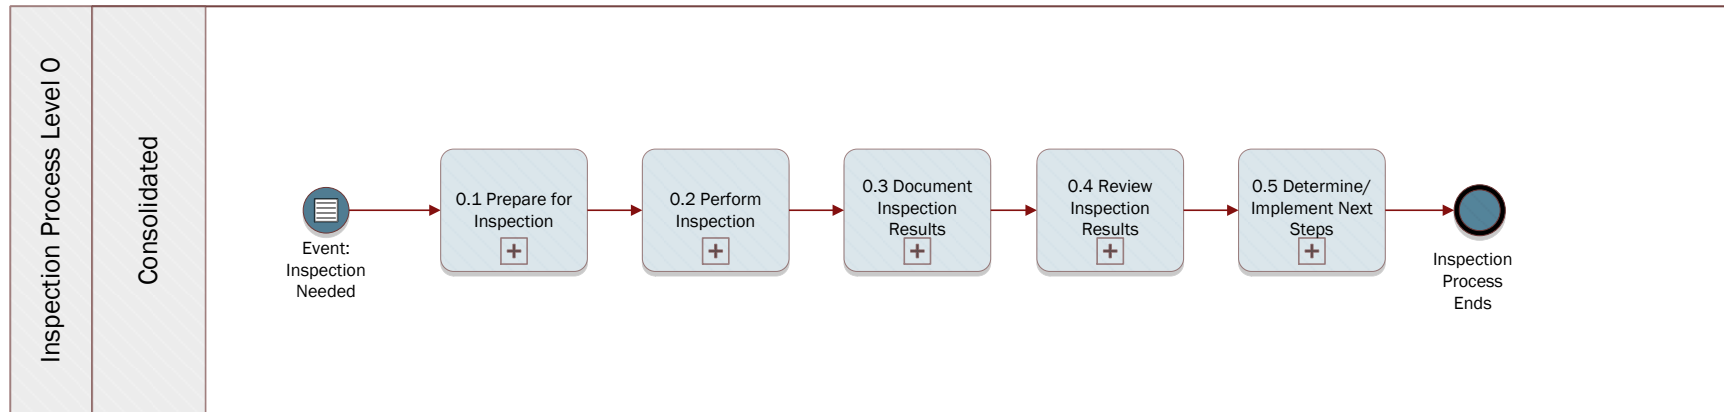 Inspection Process Level 0
Consolidated
Event:
Inspection
Needed
0.1 Prepare for
Inspection
0.2 Perform
Inspection
0.3 Document
Inspection
Results
0.4 Review
Inspection
Results
0.5 Determine/
Implement Next
Steps
Inspection
Process
Ends